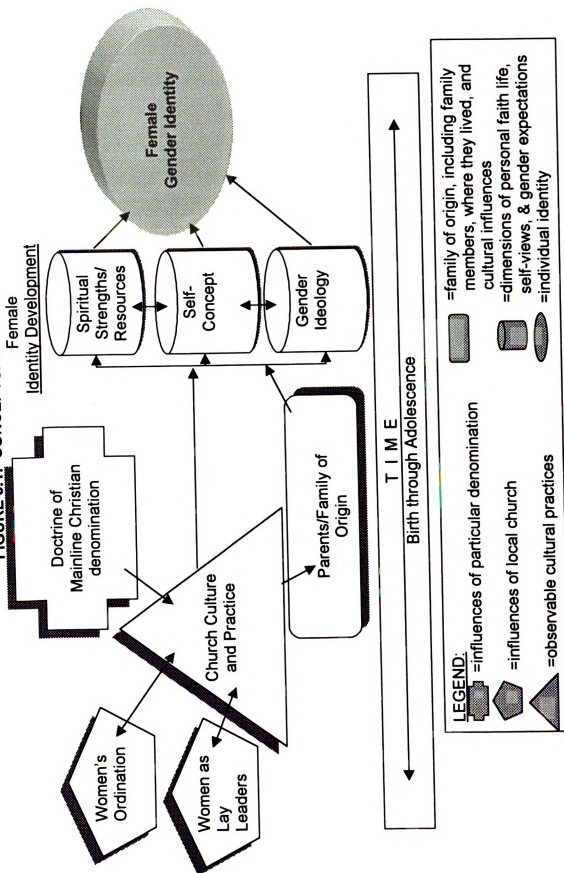 Female
Identity Development
Doctrine of
Mainline Christian
denomination
Women's
Ordination
Women as
Lay
Leaders
Church Culture
and Practice
Parents/Family of
Origin
Spiritual
Strengths/
Resources
Self-
Concept
Gender
Ideology
Female
Gender Identity
T I M E
Birth through Adolescence
LEGEND:
=influences of particular denomination
=influences of local church
=observable cultural practices
=family of origin, including family
members, where they lived, and
cultural influences
=dimensions of personal faith life,
self-views, & gender expectations
=individual identity